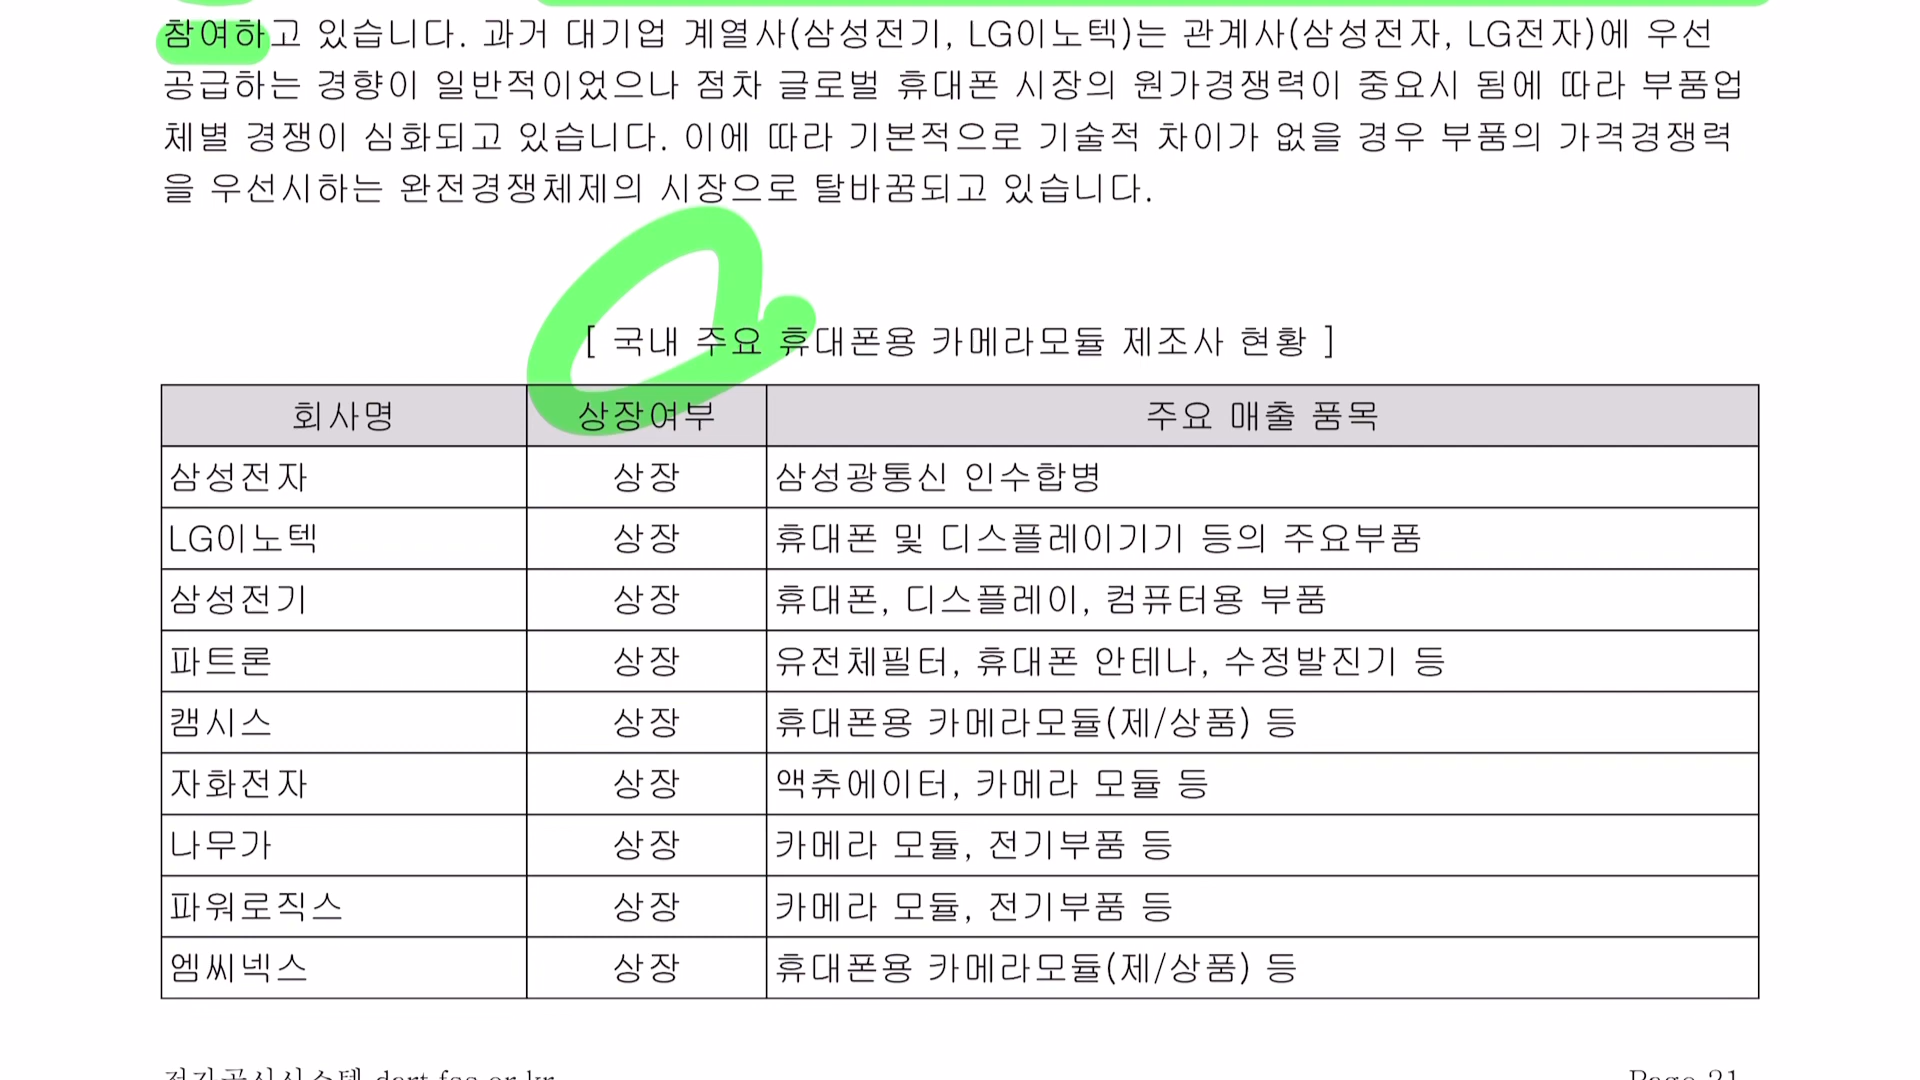 참여하고 있습니다. 과거 대기업 계열사(삼성전기, LG이노텍)는 관계사(삼성전자, LG전자)에 우선
공급하는 경향이 일반적이었으나 점차 글로벌 휴대폰 시장의 원가경쟁력이 중요시 됨에 따라 부품업
체별 경쟁이 심화되고 있습니다. 이에 따라 기본적으로 기술적 차이가 없을 경우 부품의 가격경쟁력
을 우선시하는 완전경쟁체제의 시장으로 탈바꿈되고 있습니다.
[ 국내 주요 휴대폰용 카메라모듈 제조사 현황 ]
회사명 상장여부 주요 매출 품목
삼성전자 상장 삼성광통신 인수합병
LG이노텍 상장 휴대폰 및 디스플레이기기 등의 주요부품
삼성전기 상장 휴대폰, 디스플레이, 컴퓨터용 부품
파트론 상장 유전체필터, 휴대폰 안테나, 수정발진기 등
캠시스 상장 휴대폰용 카메라모듈(제/상품) 등
자화전자 상장 액츄에이터, 카메라 모듈 등
나무가 상장 카메라 모듈, 전기부품 등
파워로직스 상장 카메라 모듈, 전기부품 등
엠씨넥스 상장 휴대폰용 카메라모듈(제/상품) 등
전자공시시스템 dart.fss.or.kr Page 21